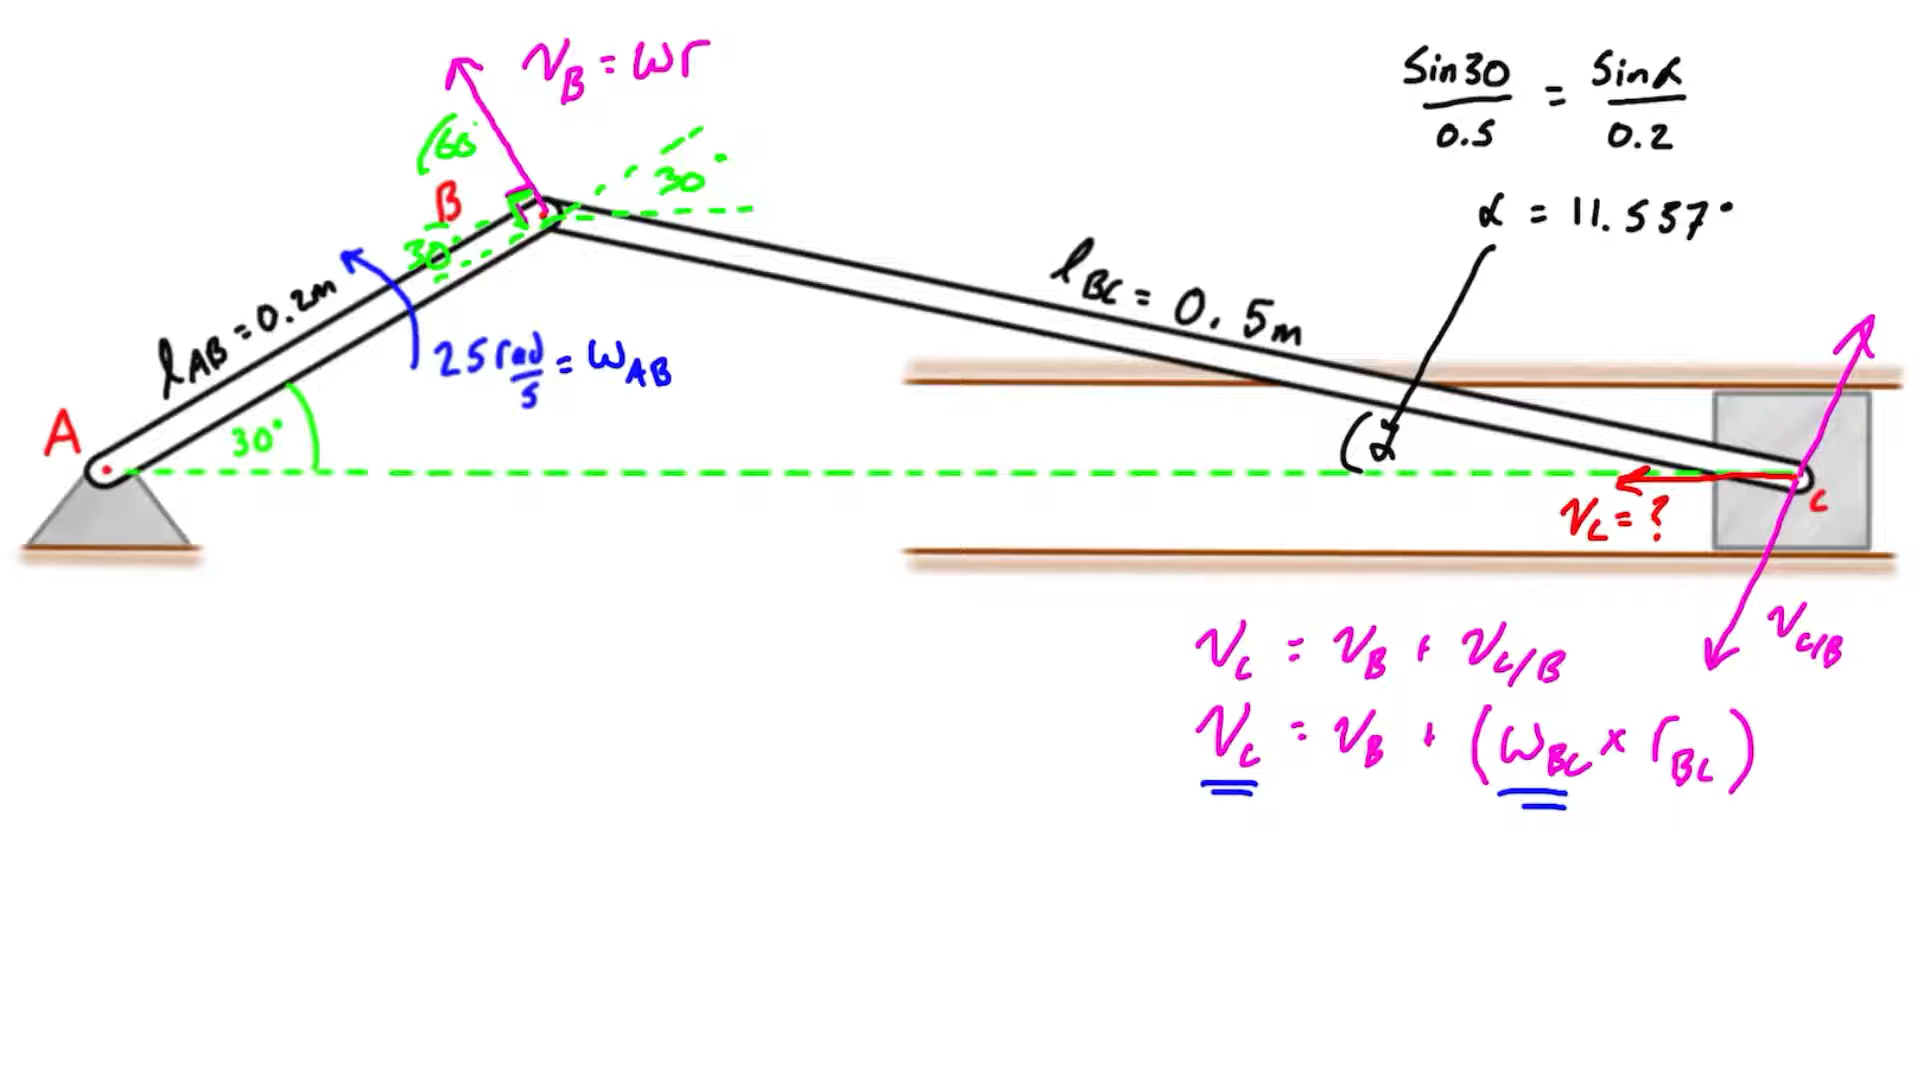 v_B = ωr
60°
B
30°
30°
l_AB = 0.2m
25 rad/s = ω_AB
A
30°
l_BC = 0.5m
Sin30/0.5 = Sinα/0.2
α = 11.537°
α
v_C = ?
C
v_C/B
v_C = v_B + v_C/B
v_C = v_B + (ω_BC × r_BC)